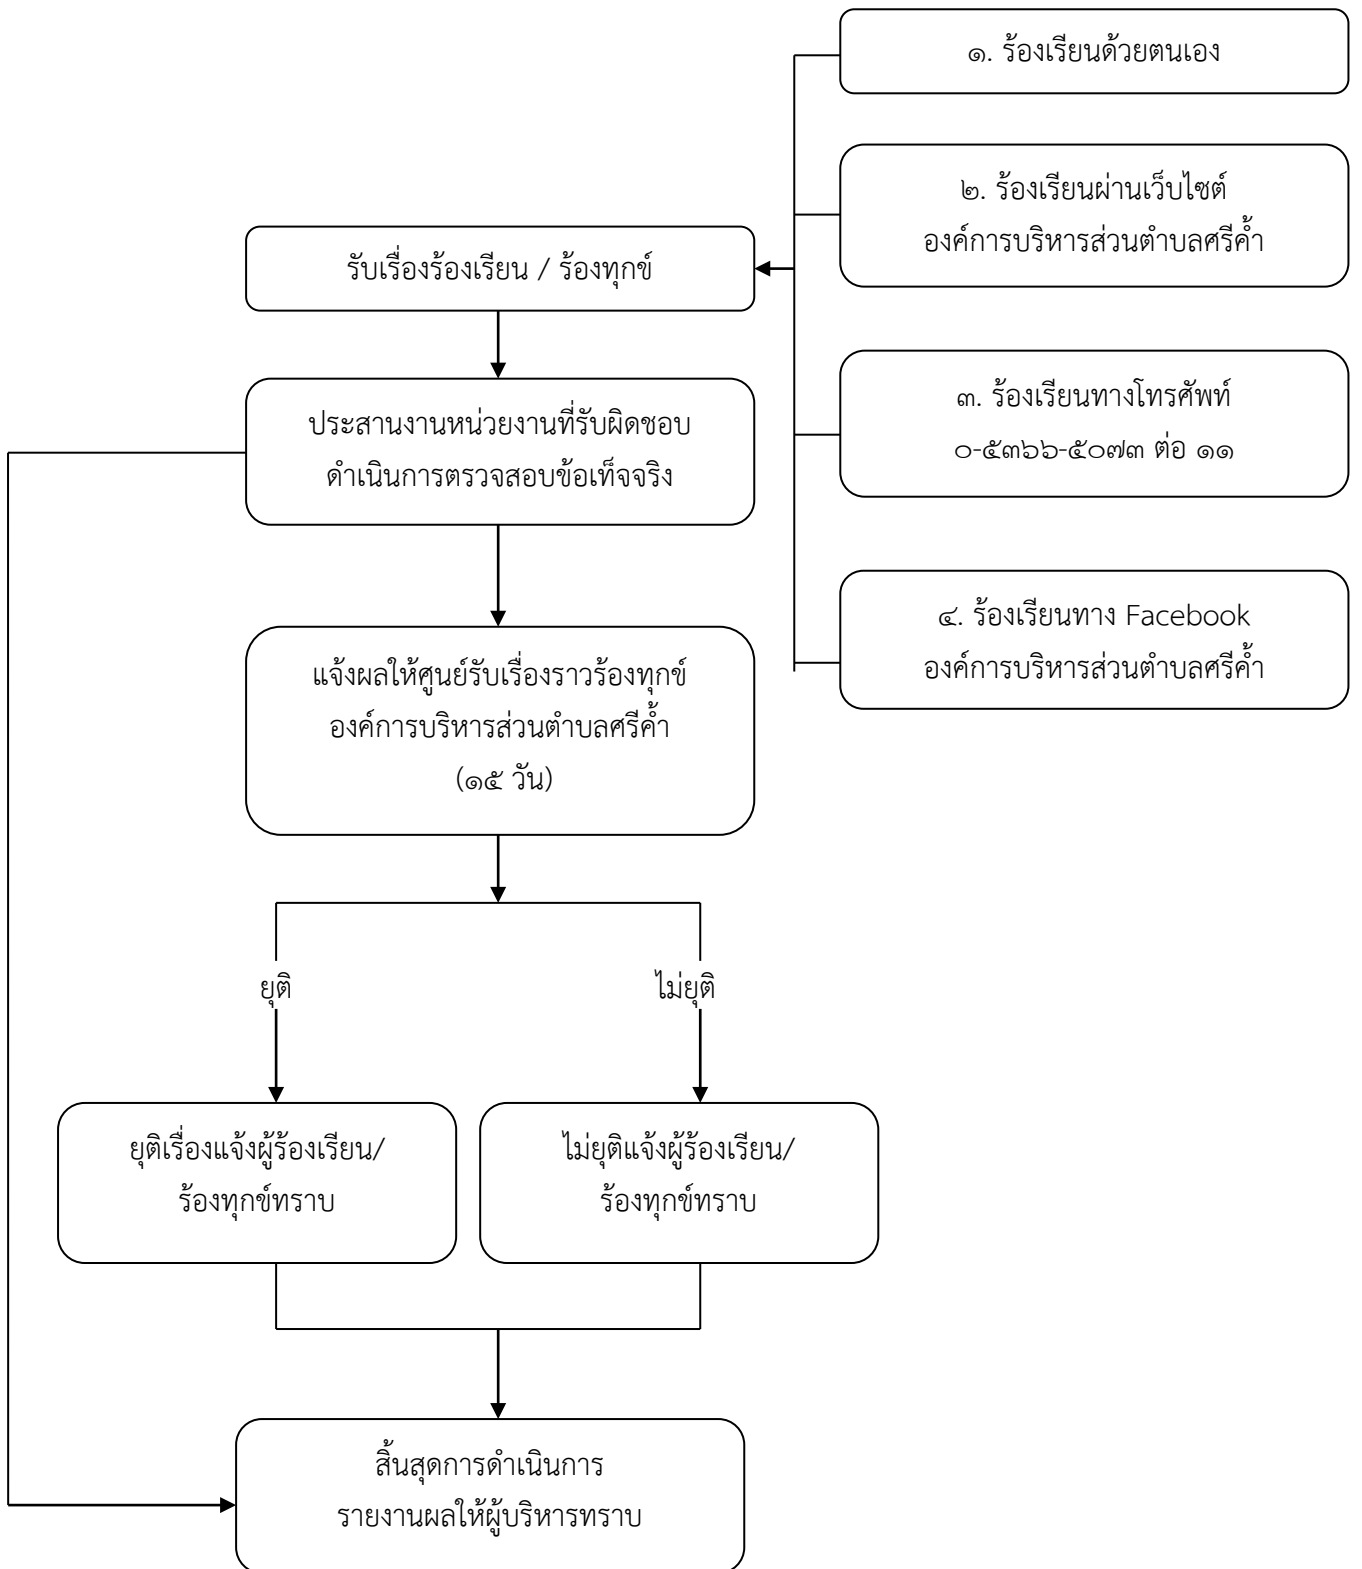 ๑. ร้องเรียนด้วยตนเอง
๒. ร้องเรียนผ่านเว็บไซต์
องค์การบริหารส่วนตำบลศรีค้ำ
รับเรื่องร้องเรียน / ร้องทุกข์
๓. ร้องเรียนทางโทรศัพท์
๐-๕๓๖๖-๕๐๗๓ ต่อ ๑๑
ประสานงานหน่วยงานที่รับผิดชอบ
ดำเนินการตรวจสอบข้อเท็จจริง
๔. ร้องเรียนทาง Facebook
องค์การบริหารส่วนตำบลศรีค้ำ
แจ้งผลให้ศูนย์รับเรื่องราวร้องทุกข์
องค์การบริหารส่วนตำบลศรีค้ำ
(๑๕ วัน)
ยุติ
ไม่ยุติ
ยุติเรื่องแจ้งผู้ร้องเรียน/
ร้องทุกข์ทราบ
ไม่ยุติแจ้งผู้ร้องเรียน/
ร้องทุกข์ทราบ
สิ้นสุดการดำเนินการ
รายงานผลให้ผู้บริหารทราบ